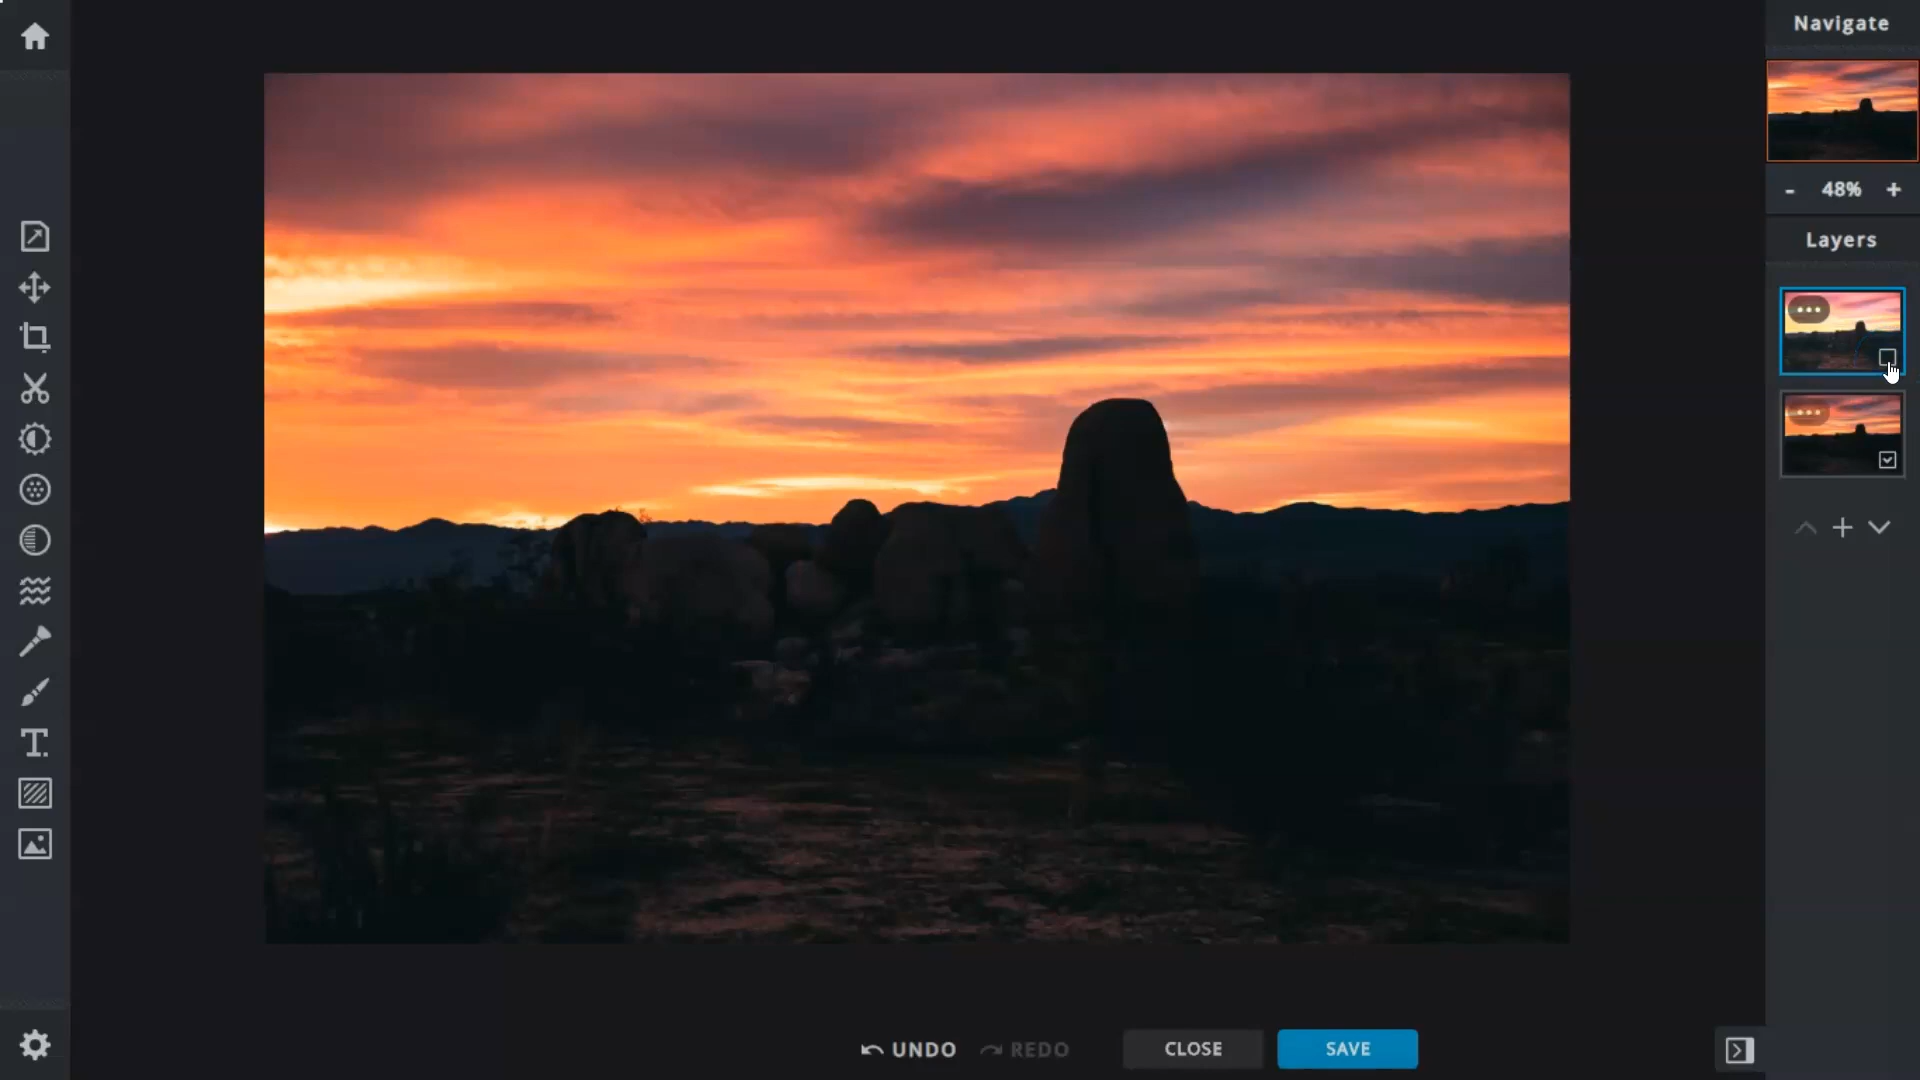 Navigate
- 48% +
Layers
UNDO
REDO
CLOSE
SAVE